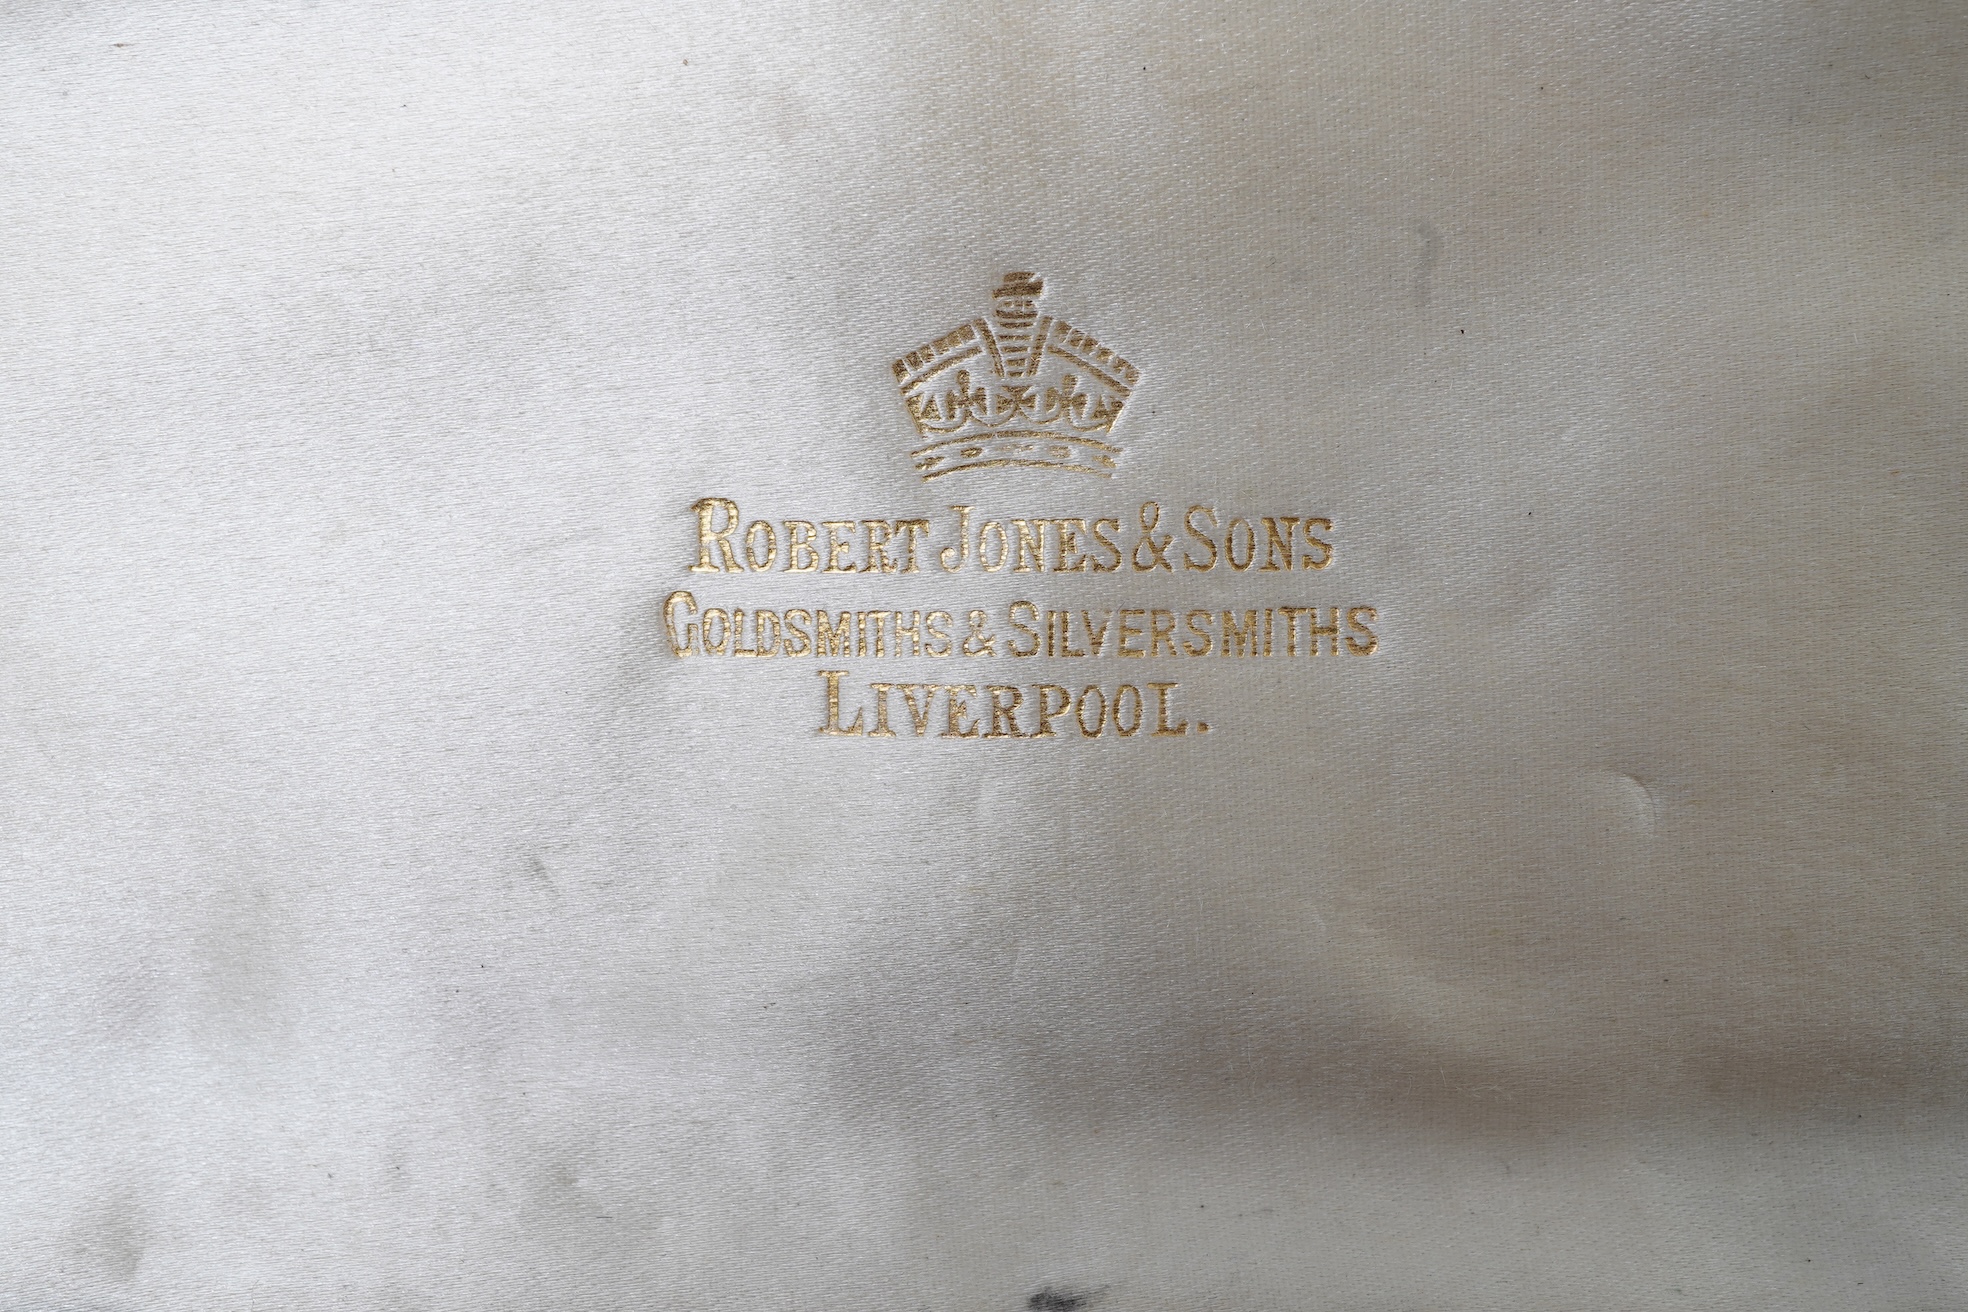 ROBERT JONES & SONS
GOLDSMITHS & SILVERSMITHS
LIVERPOOL.